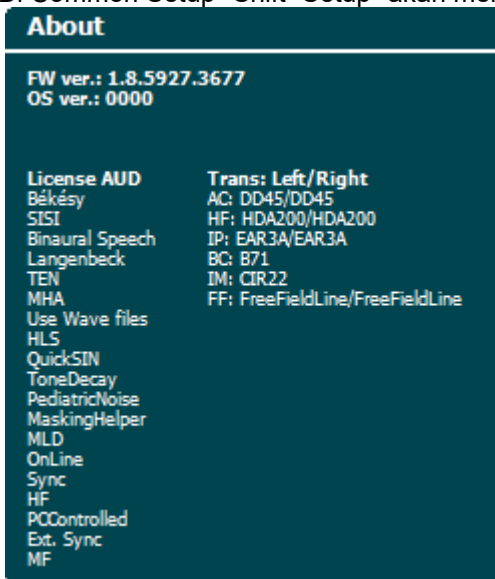 About
FW ver.: 1.8.5927.3677
OS ver.: 0000
License AUD
Békésy
SISI
Binaural Speech
Langenbeck
TEN
MHA
Use Wave files
HLS
QuickSIN
ToneDecay
PediatricNoise
MaskingHelper
MLD
OnLine
Sync
HF
PCControlled
Ext. Sync
MF
Trans: Left/Right
AC: DD45/DD45
HF: HDA200/HDA200
IP: EAR3A/EAR3A
BC: B71
IM: CIR22
FF: FreeFieldLine/FreeFieldLine